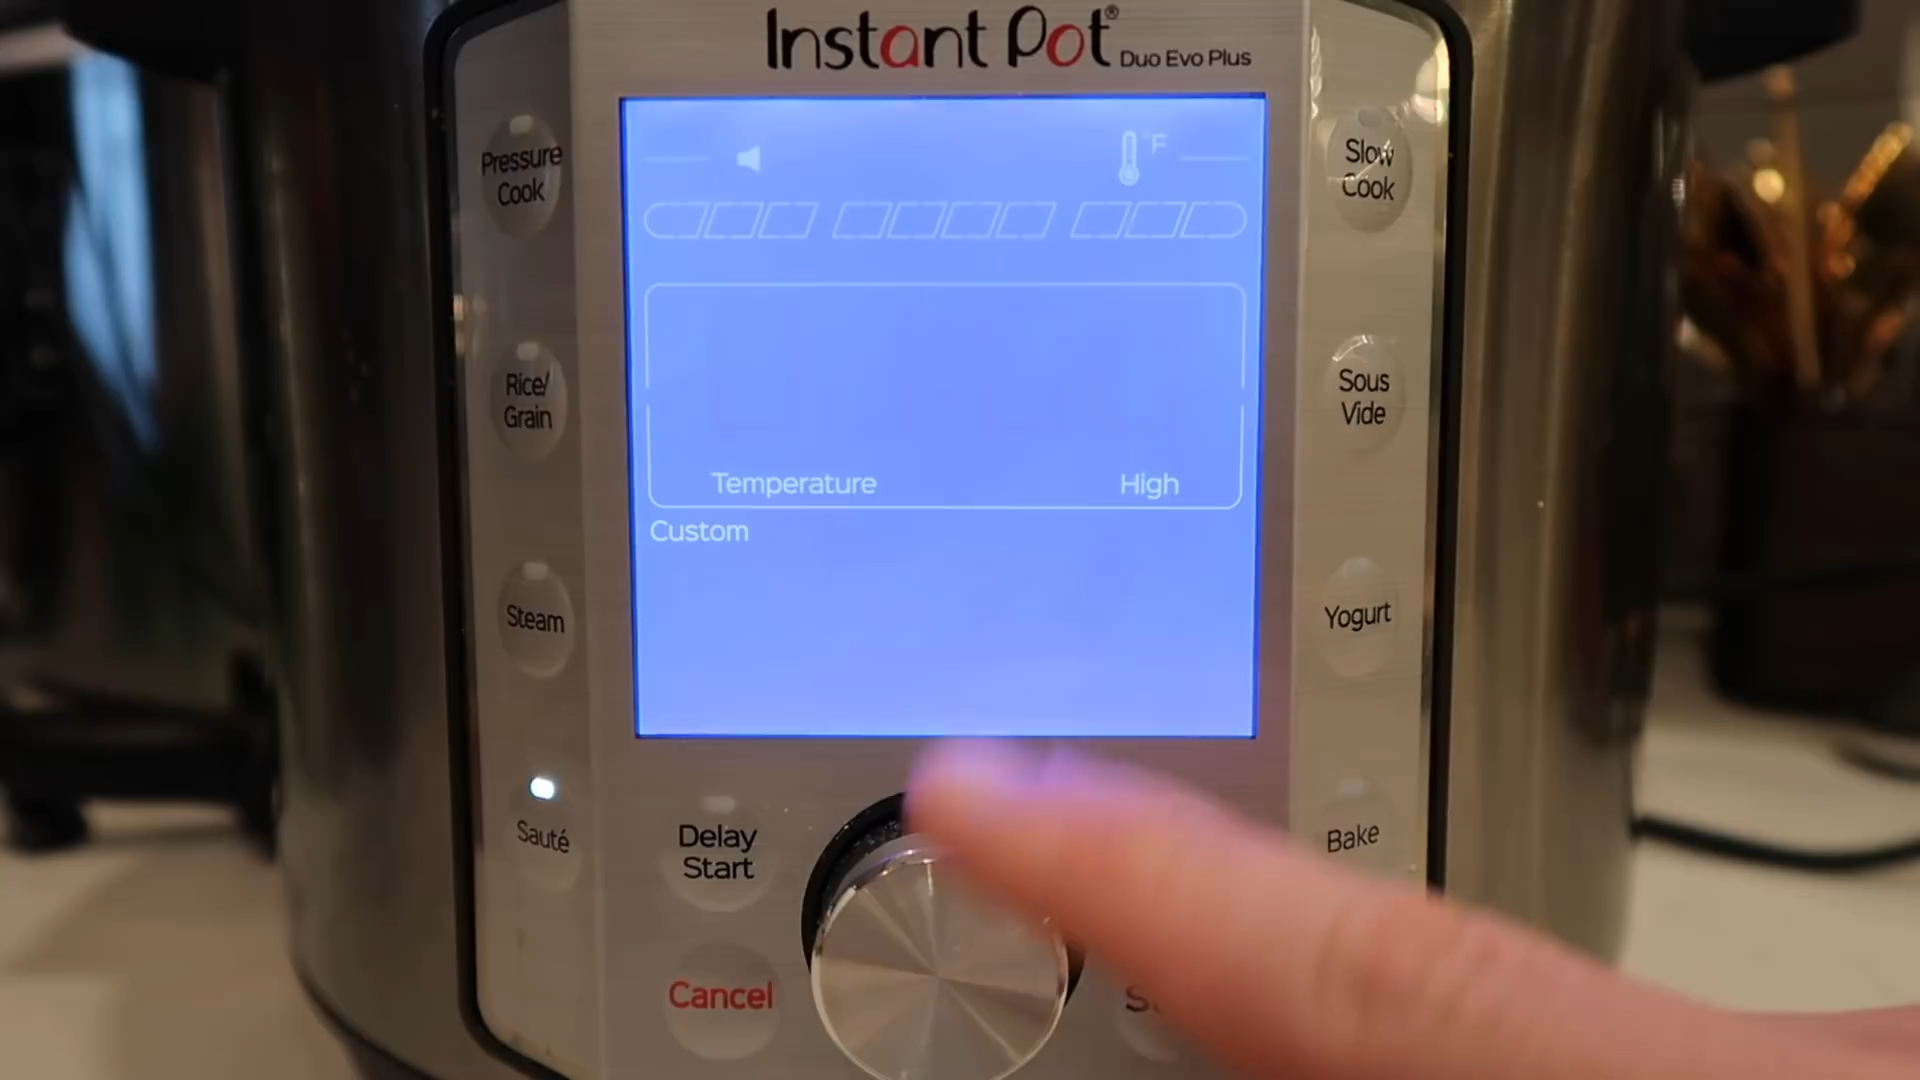 Instant Pot® Duo Evo Plus
Pressure
Cook
Slow
Cook
°F
Rice/
Grain
Sous
Vide
Temperature High
Custom
Steam
Yogurt
Sauté
Delay
Start
Bake
Cancel